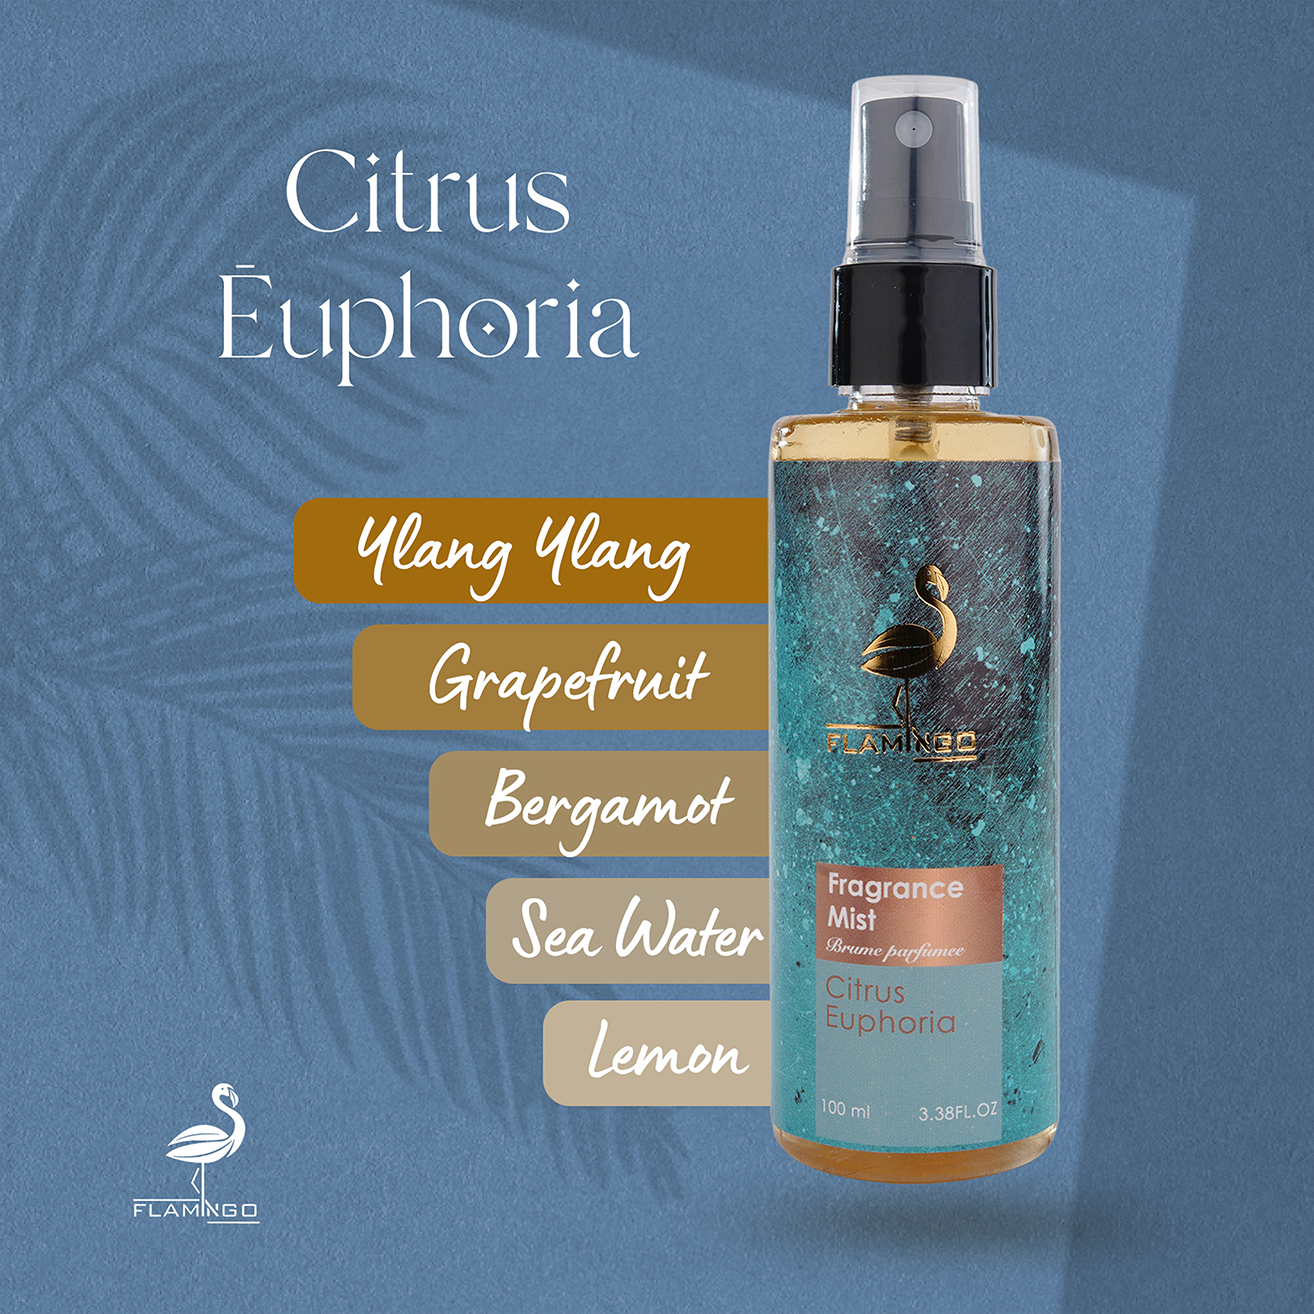 Citrus
Ēuphoria
Ylang Ylang
Grapefruit
Bergamot
Sea Water
Lemon
FLAMINGO
Fragrance
Mist
Brume parfumee
Citrus
Euphoria
100 ml 3.38FL.OZ
FLAMINGO